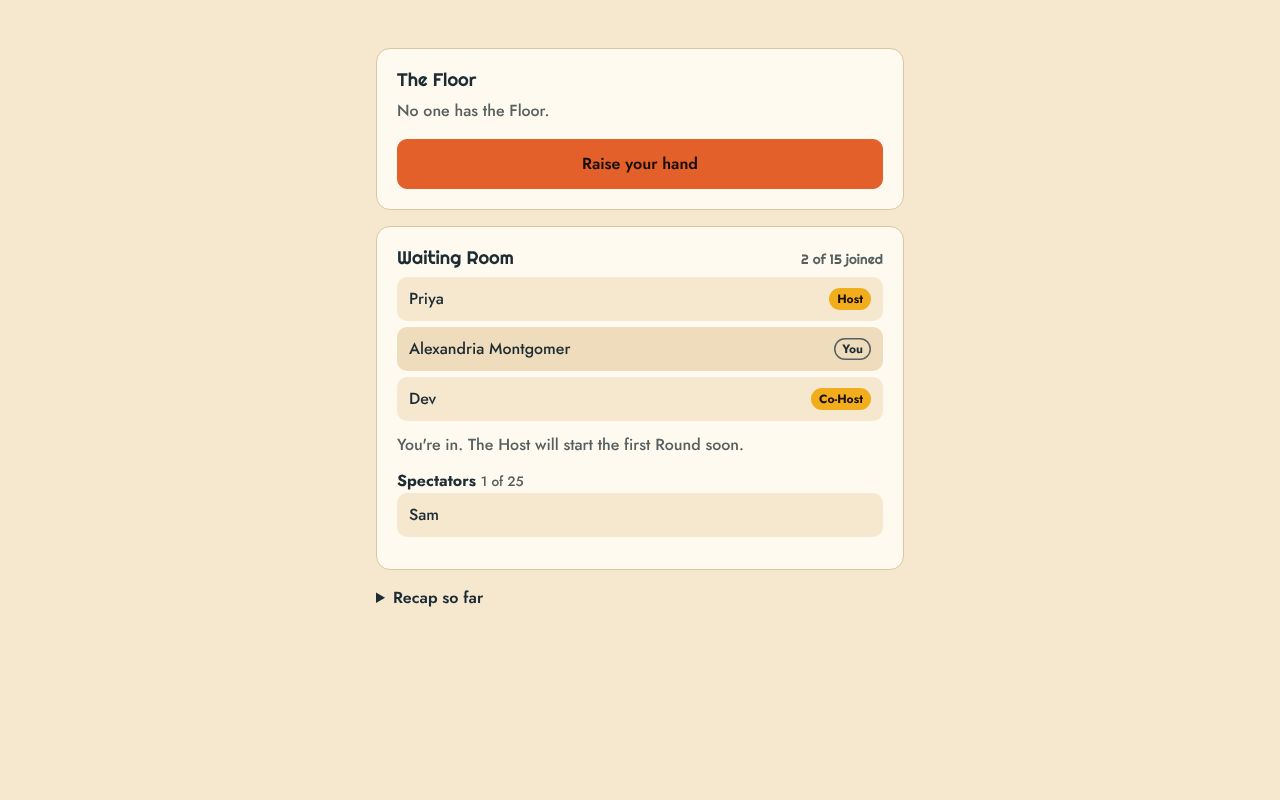 The Floor
No one has the Floor.
Raise your hand
Waiting Room 2 of 15 joined
Priya Host
Alexandria Montgomer You
Dev Co-Host
You're in. The Host will start the first Round soon.
Spectators 1 of 25
Sam
Recap so far